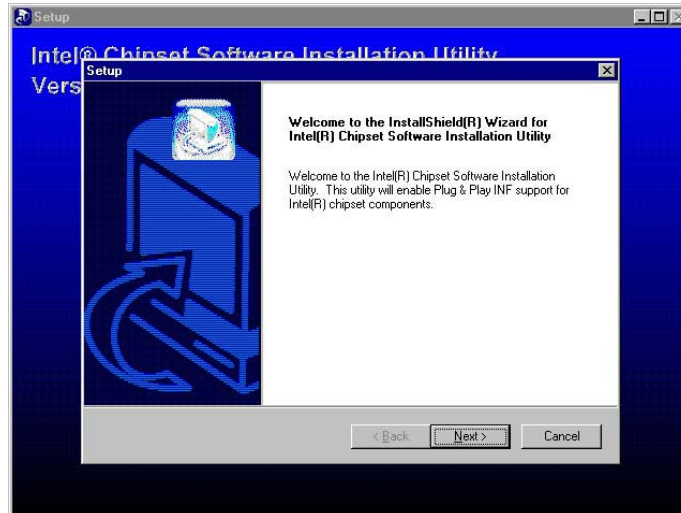 Setup
Intel® Chipset Software Installation Utility
Vers
Setup
Welcome to the InstallShield(R) Wizard for
Intel(R) Chipset Software Installation Utility
Welcome to the Intel(R) Chipset Software Installation
Utility. This utility will enable Plug & Play INF support for
Intel(R) chipset components.
< Back
Next >
Cancel